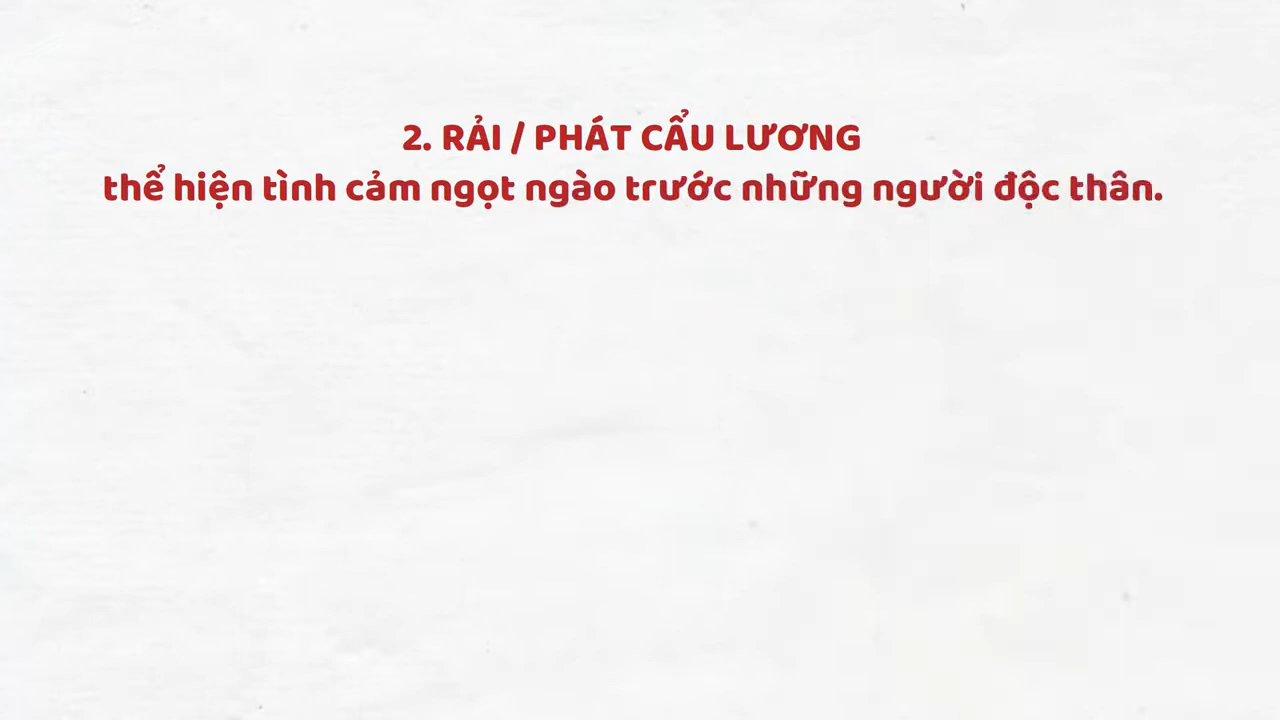 2. RẢI / PHÁT CẨU LƯƠNG
thể hiện tình cảm ngọt ngào trước những người độc thân.